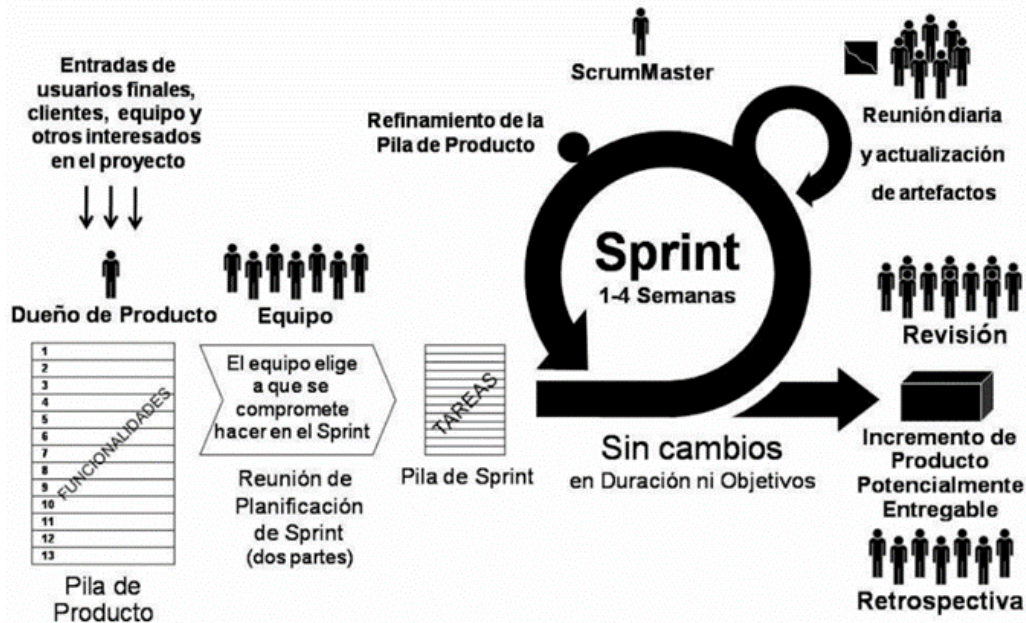 Entradas de
usuarios finales,
clientes, equipo y
otros interesados
en el proyecto
Dueño de Producto
1
2
3
4
5
6
7
8
9
10
11
12
13
FUNCIONALIDADES
Pila de
Producto
Equipo
El equipo elige
a que se
compromete
hacer en el Sprint
Reunión de
Planificación
de Sprint
(dos partes)
TAREAS
Pila de Sprint
Refinamiento de la
Pila de Producto
ScrumMaster
Sprint
1-4 Semanas
Sin cambios
en Duración ni Objetivos
Reunión diaria
y actualización
de artefactos
Revisión
Incremento de
Producto
Potencialmente
Entregable
Retrospectiva